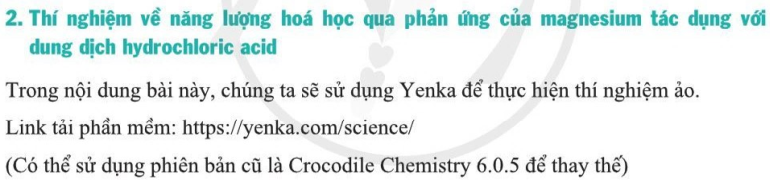 2. Thí nghiệm về năng lượng hoá học qua phản ứng của magnesium tác dụng với
dung dịch hydrochloric acid
Trong nội dung bài này, chúng ta sẽ sử dụng Yenka để thực hiện thí nghiệm ảo.
Link tải phần mềm: https://yenka.com/science/
(Có thể sử dụng phiên bản cũ là Crocodile Chemistry 6.0.5 để thay thế)